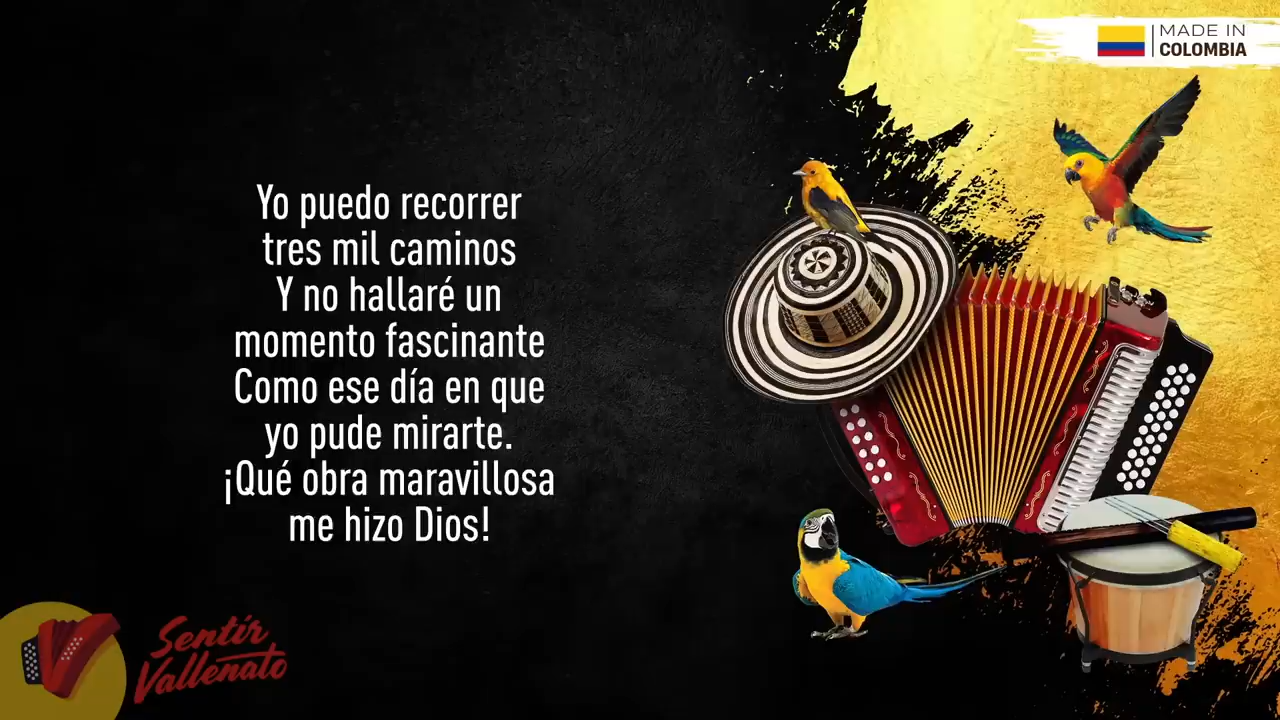 MADE IN
COLOMBIA
Yo puedo recorrer
tres mil caminos
Y no hallaré un
momento fascinante
Como ese día en que
yo pude mirarte.
¡Qué obra maravillosa
me hizo Dios!
Sentir
Vallenato